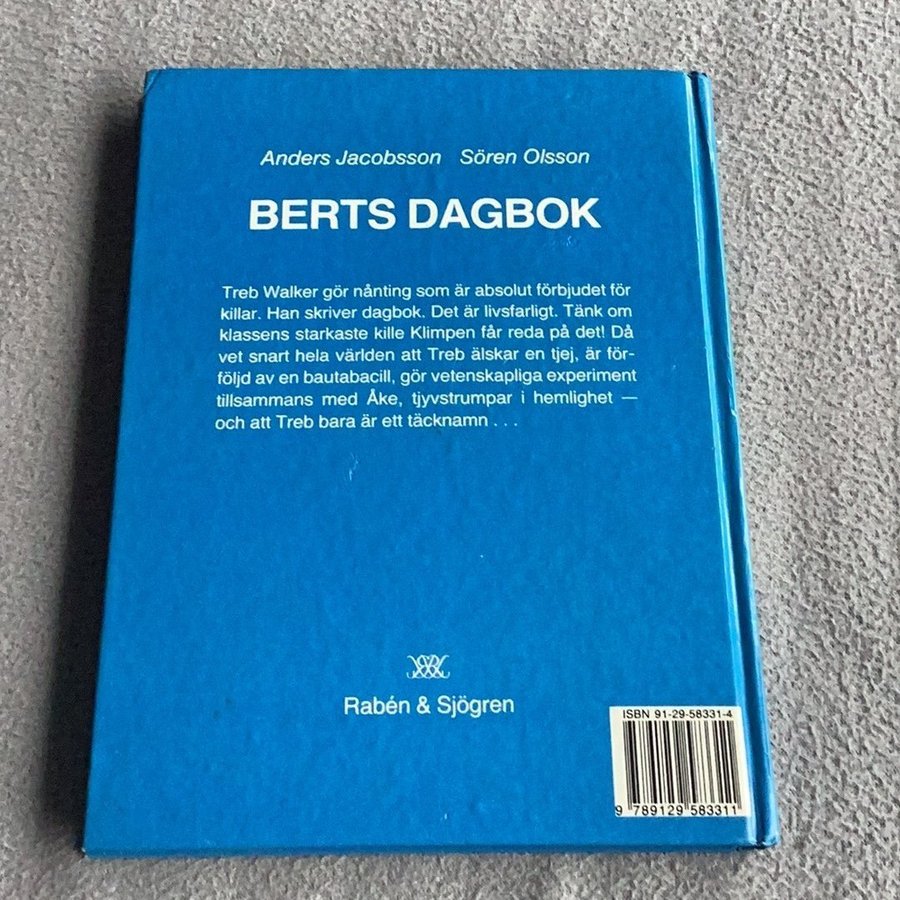 Anders Jacobsson Sören Olsson
BERTS DAGBOK
Treb Walker gör nånting som är absolut förbjudet för
killar. Han skriver dagbok. Det är livsfarligt. Tänk om
klassens starkaste kille Klimpen får reda på det! Då
vet snart hela världen att Treb älskar en tjej, är för-
följd av en bautabacill, gör vetenskapliga experiment
tillsammans med Åke, tjyvstrumpar i hemlighet —
och att Treb bara är ett täcknamn . . .
Rabén & Sjögren
ISBN 91-29-58331-4
9 789129 583311